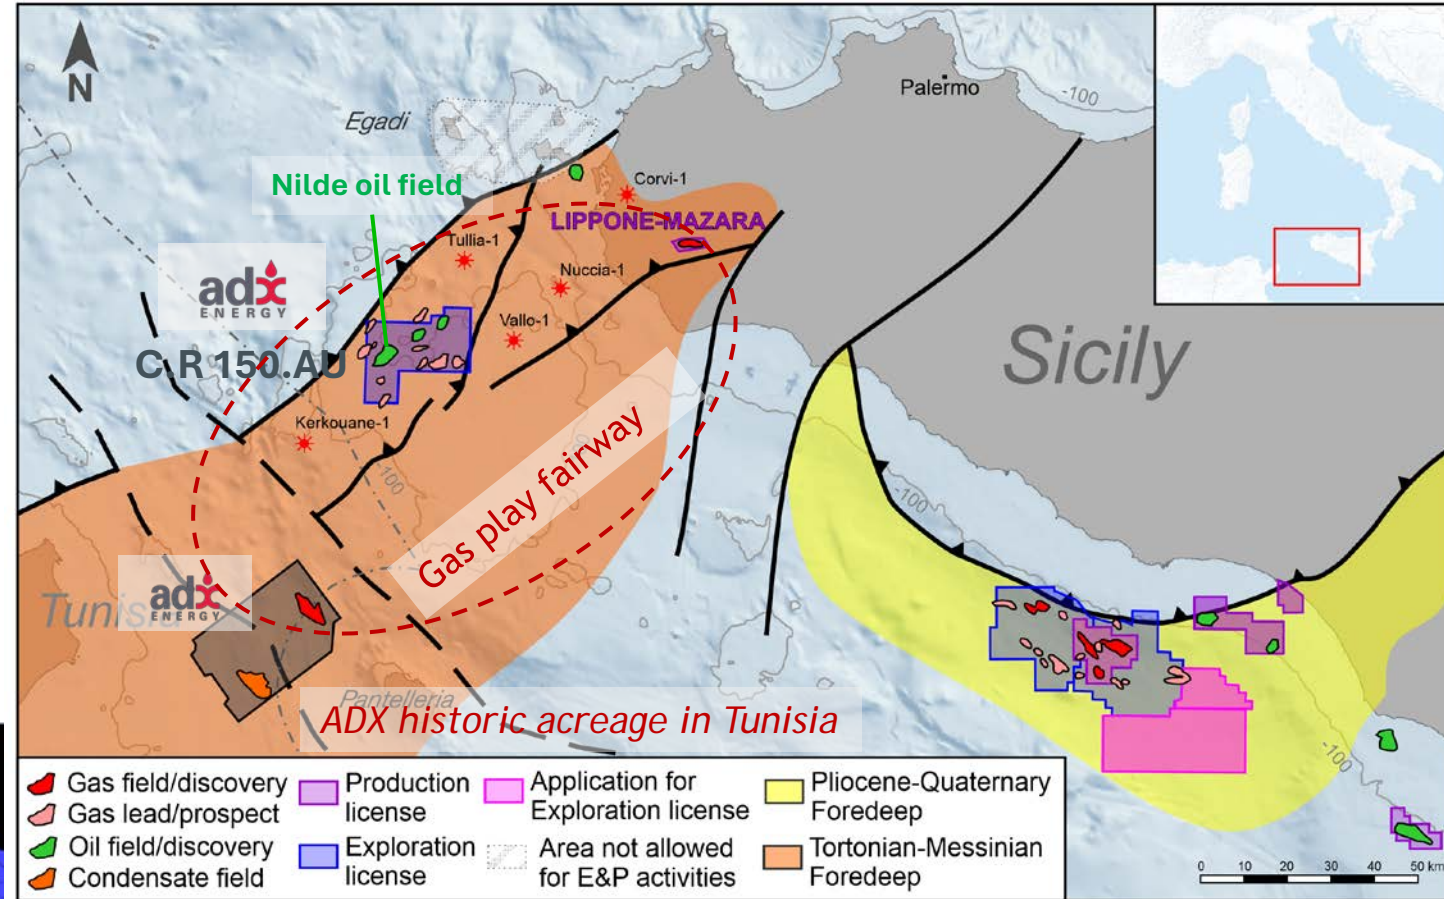 N
Egadi
Palermo
-100
Nilde oil field
Corvi-1
LIPPONE-MAZARA
Tullia-1
adx
ENERGY
Nuccia-1
Vallo-1
C.R 150.AU
Sicily
Kerkouane-1
Gas play fairway
-100
-100
adx
ENERGY
Tunis
Pantelleria
ADX historic acreage in Tunisia
-100
Gas field/discovery
Gas lead/prospect
Oil field/discovery
Condensate field
Production
license
Exploration
license
Application for
Exploration license
Area not allowed
for E&P activities
Pliocene-Quaternary
Foredeep
Tortonian-Messinian
Foredeep
0 10 20 30 40 50 km